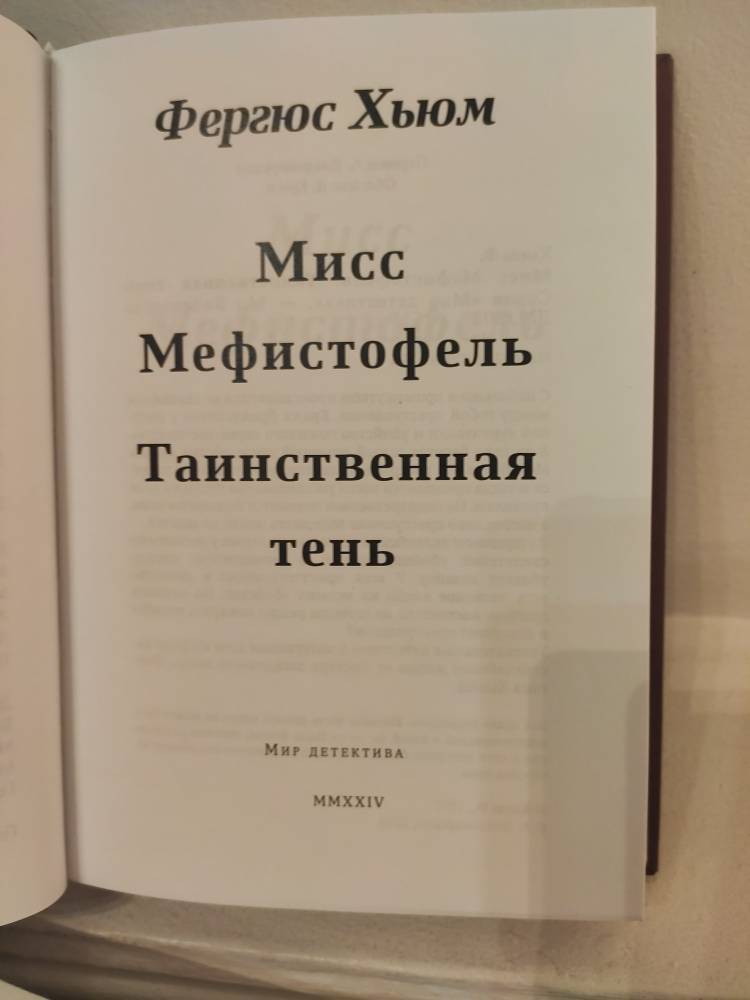 Фергюс Хьюм
Мисс
Мефистофель
Таинственная
тень
Мир детектива
MMXXIV